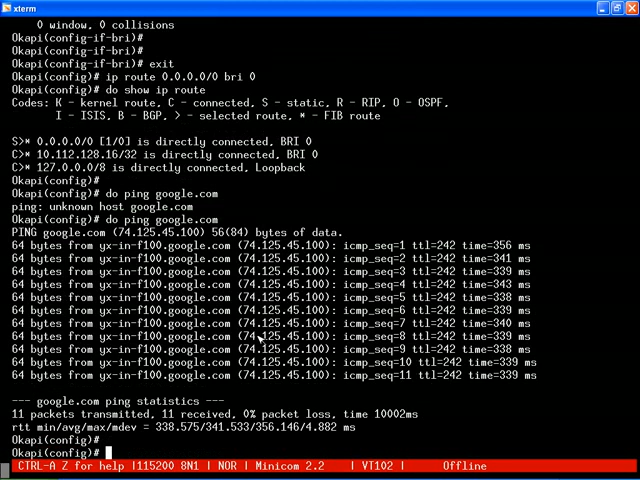 xterm
0 window, 0 collisions
Okapi(config-if-bri)#
Okapi(config-if-bri)#
Okapi(config-if-bri)#
Okapi(config-if-bri)# exit
Okapi(config)# ip route 0.0.0.0/0 bri 0
Okapi(config)# do show ip route
Codes: K - kernel route, C - connected, S - static, R - RIP, O - OSPF,
I - ISIS, B - BGP, > - selected route, * - FIB route
S>* 0.0.0.0/0 [1/0] is directly connected, BRI 0
C>* 10.112.128.16/32 is directly connected, BRI 0
C>* 127.0.0.0/8 is directly connected, Loopback
Okapi(config)#
Okapi(config)# do ping google.com
ping: unknown host google.com
Okapi(config)# do ping google.com
PING google.com (74.125.45.100) 56(84) bytes of data.
64 bytes from yx-in-f100.google.com (74.125.45.100): icmp_seq=1 ttl=242 time=356 ms
64 bytes from yx-in-f100.google.com (74.125.45.100): icmp_seq=2 ttl=242 time=341 ms
64 bytes from yx-in-f100.google.com (74.125.45.100): icmp_seq=3 ttl=242 time=339 ms
64 bytes from yx-in-f100.google.com (74.125.45.100): icmp_seq=4 ttl=242 time=343 ms
64 bytes from yx-in-f100.google.com (74.125.45.100): icmp_seq=5 ttl=242 time=338 ms
64 bytes from yx-in-f100.google.com (74.125.45.100): icmp_seq=6 ttl=242 time=339 ms
64 bytes from yx-in-f100.google.com (74.125.45.100): icmp_seq=7 ttl=242 time=340 ms
64 bytes from yx-in-f100.google.com (74.125.45.100): icmp_seq=8 ttl=242 time=339 ms
64 bytes from yx-in-f100.google.com (74.125.45.100): icmp_seq=9 ttl=242 time=338 ms
64 bytes from yx-in-f100.google.com (74.125.45.100): icmp_seq=10 ttl=242 time=339 ms
64 bytes from yx-in-f100.google.com (74.125.45.100): icmp_seq=11 ttl=242 time=339 ms
--- google.com ping statistics ---
11 packets transmitted, 11 received, 0% packet loss, time 10002ms
rtt min/avg/max/mdev = 338.575/341.533/356.146/4.882 ms
Okapi(config)#
Okapi(config)#
CTRL-A Z for help |115200 8N1 | NOR | Minicom 2.2 | VT102 | Offline